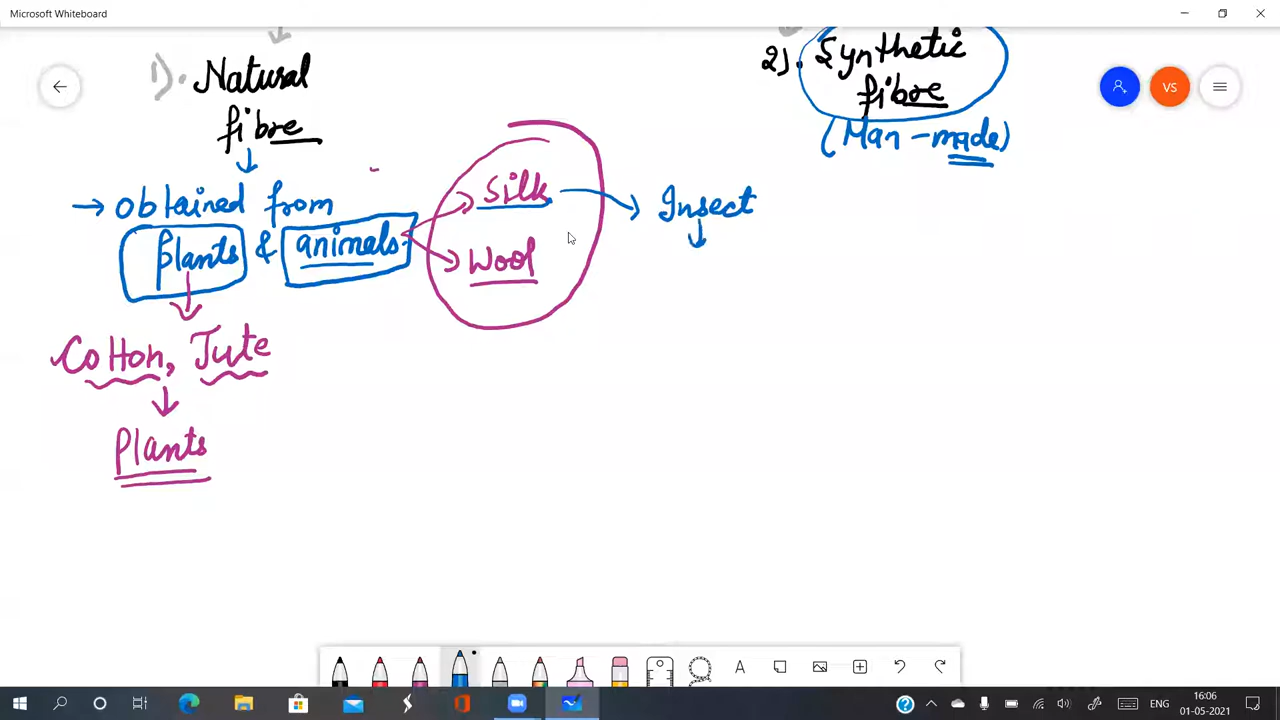 Microsoft Whiteboard
1). Natural
fibre
→ obtained from
plants & animals
Silk → Insect
Wool
Cotton, Jute
Plants
2). Synthetic
fibre
(Man-made)
VS
A
ENG
16:06
01-05-2021